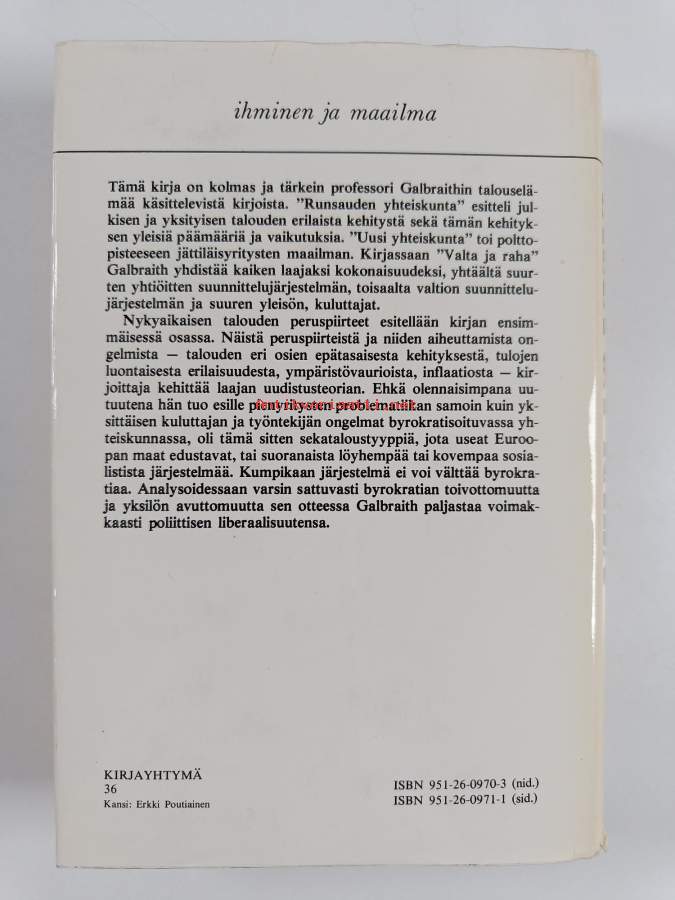 ihminen ja maailma
Tämä kirja on kolmas ja tärkein professori Galbraithin talouselä-
mää käsittelevistä kirjoista. ”Runsauden yhteiskunta” esitteli jul-
kisen ja yksityisen talouden erilaista kehitystä sekä tämän kehityk-
sen yleisiä päämääriä ja vaikutuksia. ”Uusi yhteiskunta” toi poltto-
pisteeseen jättiläisyritysten maailman. Kirjassaan ”Valta ja raha”
Galbraith yhdistää kaiken laajaksi kokonaisuudeksi, yhtäältä suur-
ten yhtiöitten suunnittelujärjestelmän, toisaalta valtion suunnittelu-
järjestelmän ja suuren yleisön, kuluttajat.
Nykyaikaisen talouden peruspiirteet esitellään kirjan ensim-
mäisessä osassa. Näistä peruspiirteistä ja niiden aiheuttamista on-
gelmista — talouden eri osien epätasaisesta kehityksestä, tulojen
luontaisesta erilaisuudesta, ympäristövaurioista, inflaatiosta — kir-
joittaja kehittää laajan uudistusteorian. Ehkä olennaisimpana uu-
tuutena hän tuo esille pienyritysten problematiikan samoin kuin yk-
sittäisen kuluttajan ja työntekijän ongelmat byrokratisoituvassa yh-
teiskunnassa, oli tämä sitten sekataloustyyppiä, jota useat Euroo-
pan maat edustavat, tai suoranaista löyhempää tai kovempaa sosia-
listista järjestelmää. Kumpikaan järjestelmä ei voi välttää byrokra-
tiaa. Analysoidessaan varsin sattuvasti byrokratian toivottomuutta
ja yksilön avuttomuutta sen otteessa Galbraith paljastaa voimak-
kaasti poliittisen liberaalisuutensa.
KIRJAYHTYMÄ
36
Kansi: Erkki Poutiainen
ISBN 951-26-0970-3 (nid.)
ISBN 951-26-0971-1 (sid.)